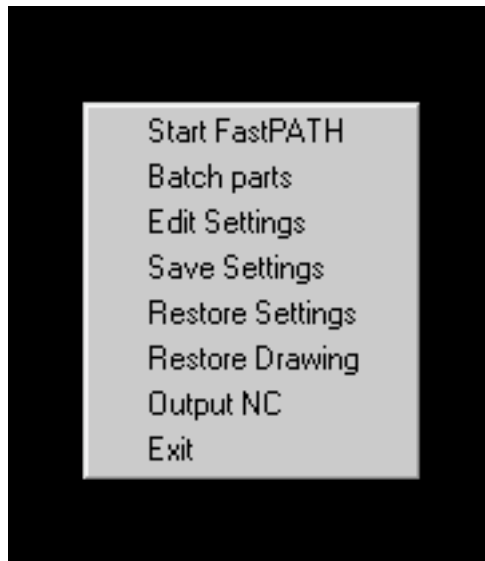 Start FastPATH
Batch parts
Edit Settings
Save Settings
Restore Settings
Restore Drawing
Output NC
Exit